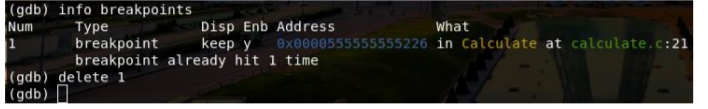 (gdb) info breakpoints
Num     Type           Disp Enb Address            What
1       breakpoint     keep y   0x0000555555555226 in Calculate at calculate.c:21
        breakpoint already hit 1 time
(gdb) delete 1
(gdb)